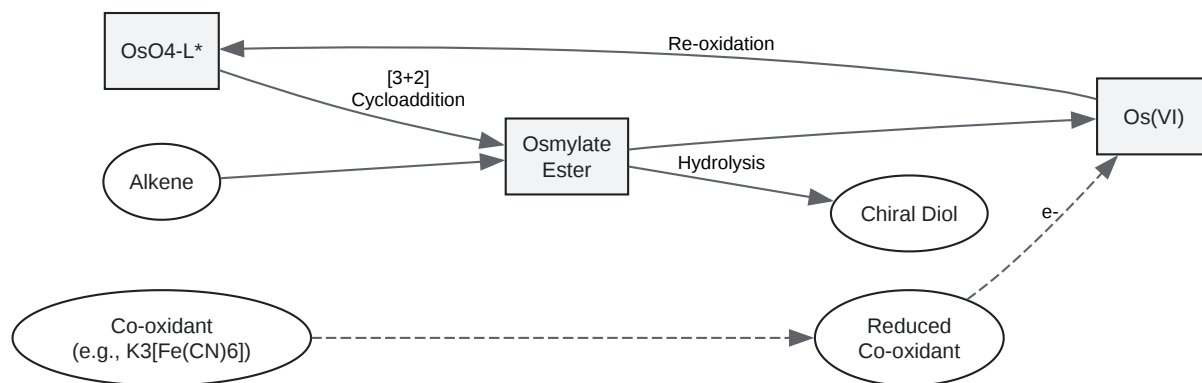 OsO4-L*
Re-oxidation
[3+2]
Cycloaddition
Os(VI)
Osmylate
Ester
Alkene
Hydrolysis
Chiral Diol
e-
Co-oxidant
(e.g., K3[Fe(CN)6])
Reduced
Co-oxidant